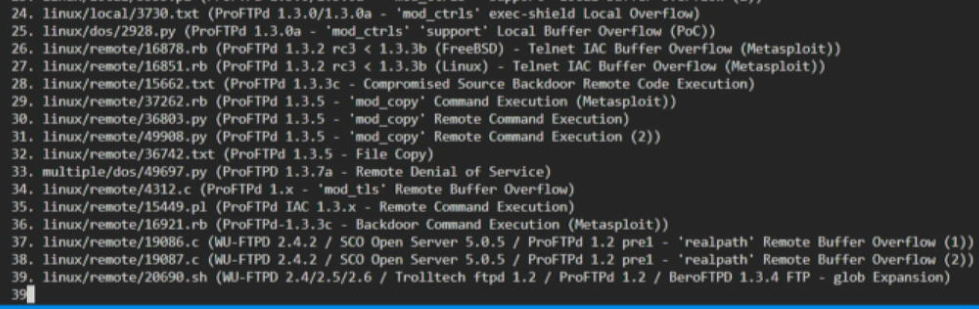 24. linux/local/3730.txt (ProFTPd 1.3.0/1.3.0a - 'mod_ctrls' exec-shield Local Overflow)
25. linux/dos/2928.py (ProFTPd 1.3.0a - 'mod_ctrls' 'support' Local Buffer Overflow (PoC))
26. linux/remote/16878.rb (ProFTPd 1.3.2 rc3 < 1.3.3b (FreeBSD) - Telnet IAC Buffer Overflow (Metasploit))
27. linux/remote/16851.rb (ProFTPd 1.3.2 rc3 < 1.3.3b (Linux) - Telnet IAC Buffer Overflow (Metasploit))
28. linux/remote/15662.txt (ProFTPd 1.3.3c - Compromised Source Backdoor Remote Code Execution)
29. linux/remote/37262.rb (ProFTPd 1.3.5 - 'mod_copy' Command Execution (Metasploit))
30. linux/remote/36803.py (ProFTPd 1.3.5 - 'mod_copy' Remote Command Execution)
31. linux/remote/49908.py (ProFTPd 1.3.5 - 'mod_copy' Remote Command Execution (2))
32. linux/remote/36742.txt (ProFTPd 1.3.5 - File Copy)
33. multiple/dos/49697.py (ProFTPD 1.3.7a - Remote Denial of Service)
34. linux/remote/4312.c (ProFTPd 1.x - 'mod_tls' Remote Buffer Overflow)
35. linux/remote/15449.pl (ProFTPd IAC 1.3.x - Remote Command Execution)
36. linux/remote/16921.rb (ProFTPd-1.3.3c - Backdoor Command Execution (Metasploit))
37. linux/remote/19086.c (WU-FTPD 2.4.2 / SCO Open Server 5.0.5 / ProFTPd 1.2 pre1 - 'realpath' Remote Buffer Overflow (1))
38. linux/remote/19087.c (WU-FTPD 2.4.2 / SCO Open Server 5.0.5 / ProFTPd 1.2 pre1 - 'realpath' Remote Buffer Overflow (2))
39. linux/remote/20690.sh (WU-FTPD 2.4/2.5/2.6 / Trolltech ftpd 1.2 / ProFTPd 1.2 / BeroFTPD 1.3.4 FTP - glob Expansion)
39